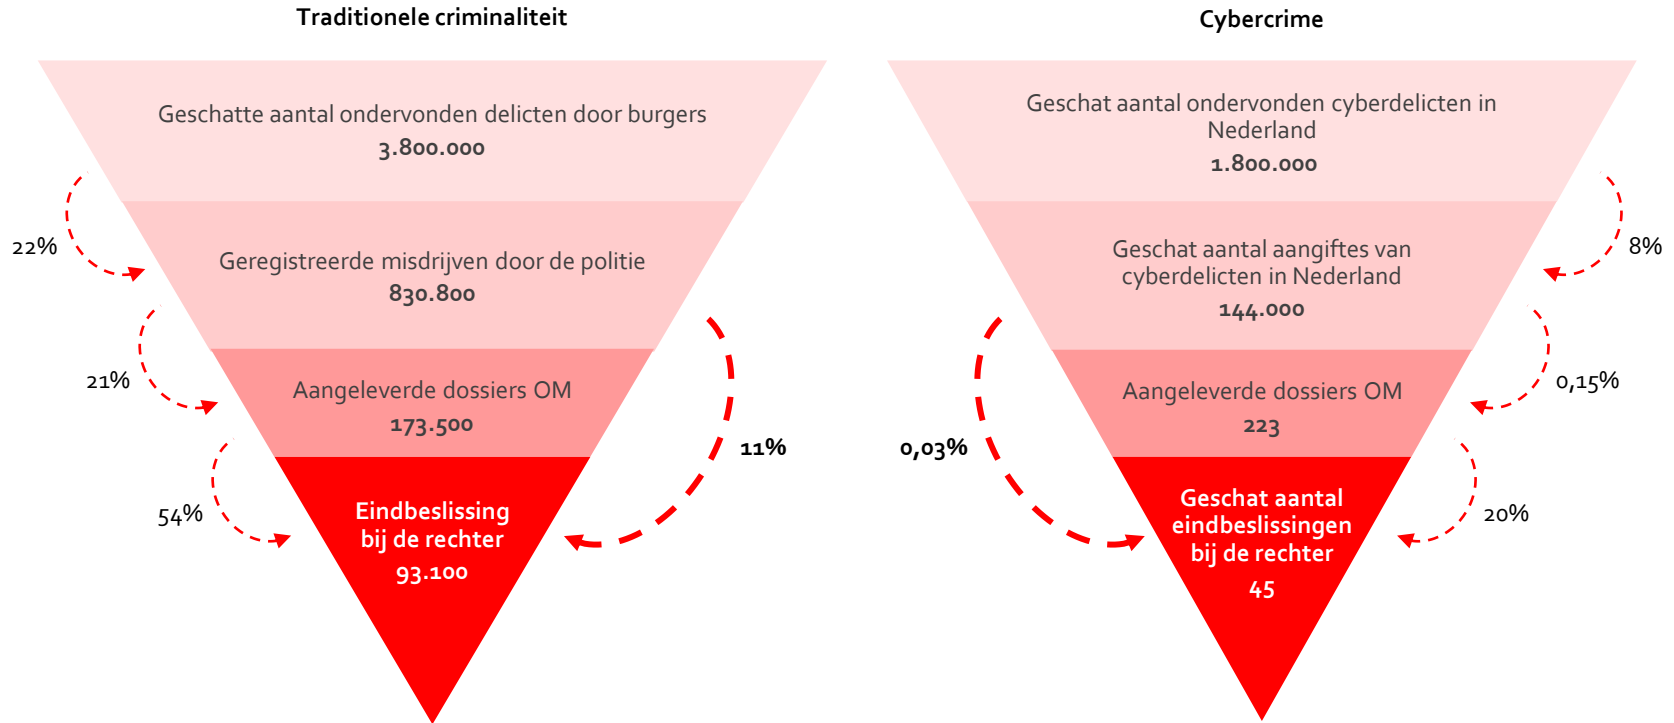 Traditionele criminaliteit
Geschatte aantal ondervonden delicten door burgers
3.800.000
22%
Geregistreerde misdrijven door de politie
830.800
21%
Aangeleverde dossiers OM
173.500
11%
54%
Eindbeslissing
bij de rechter
93.100
Cybercrime
Geschat aantal ondervonden cyberdelicten in
Nederland
1.800.000
8%
Geschat aantal aangiftes van
cyberdelicten in Nederland
144.000
0,15%
Aangeleverde dossiers OM
223
0,03%
20%
Geschat aantal
eindbeslissingen
bij de rechter
45